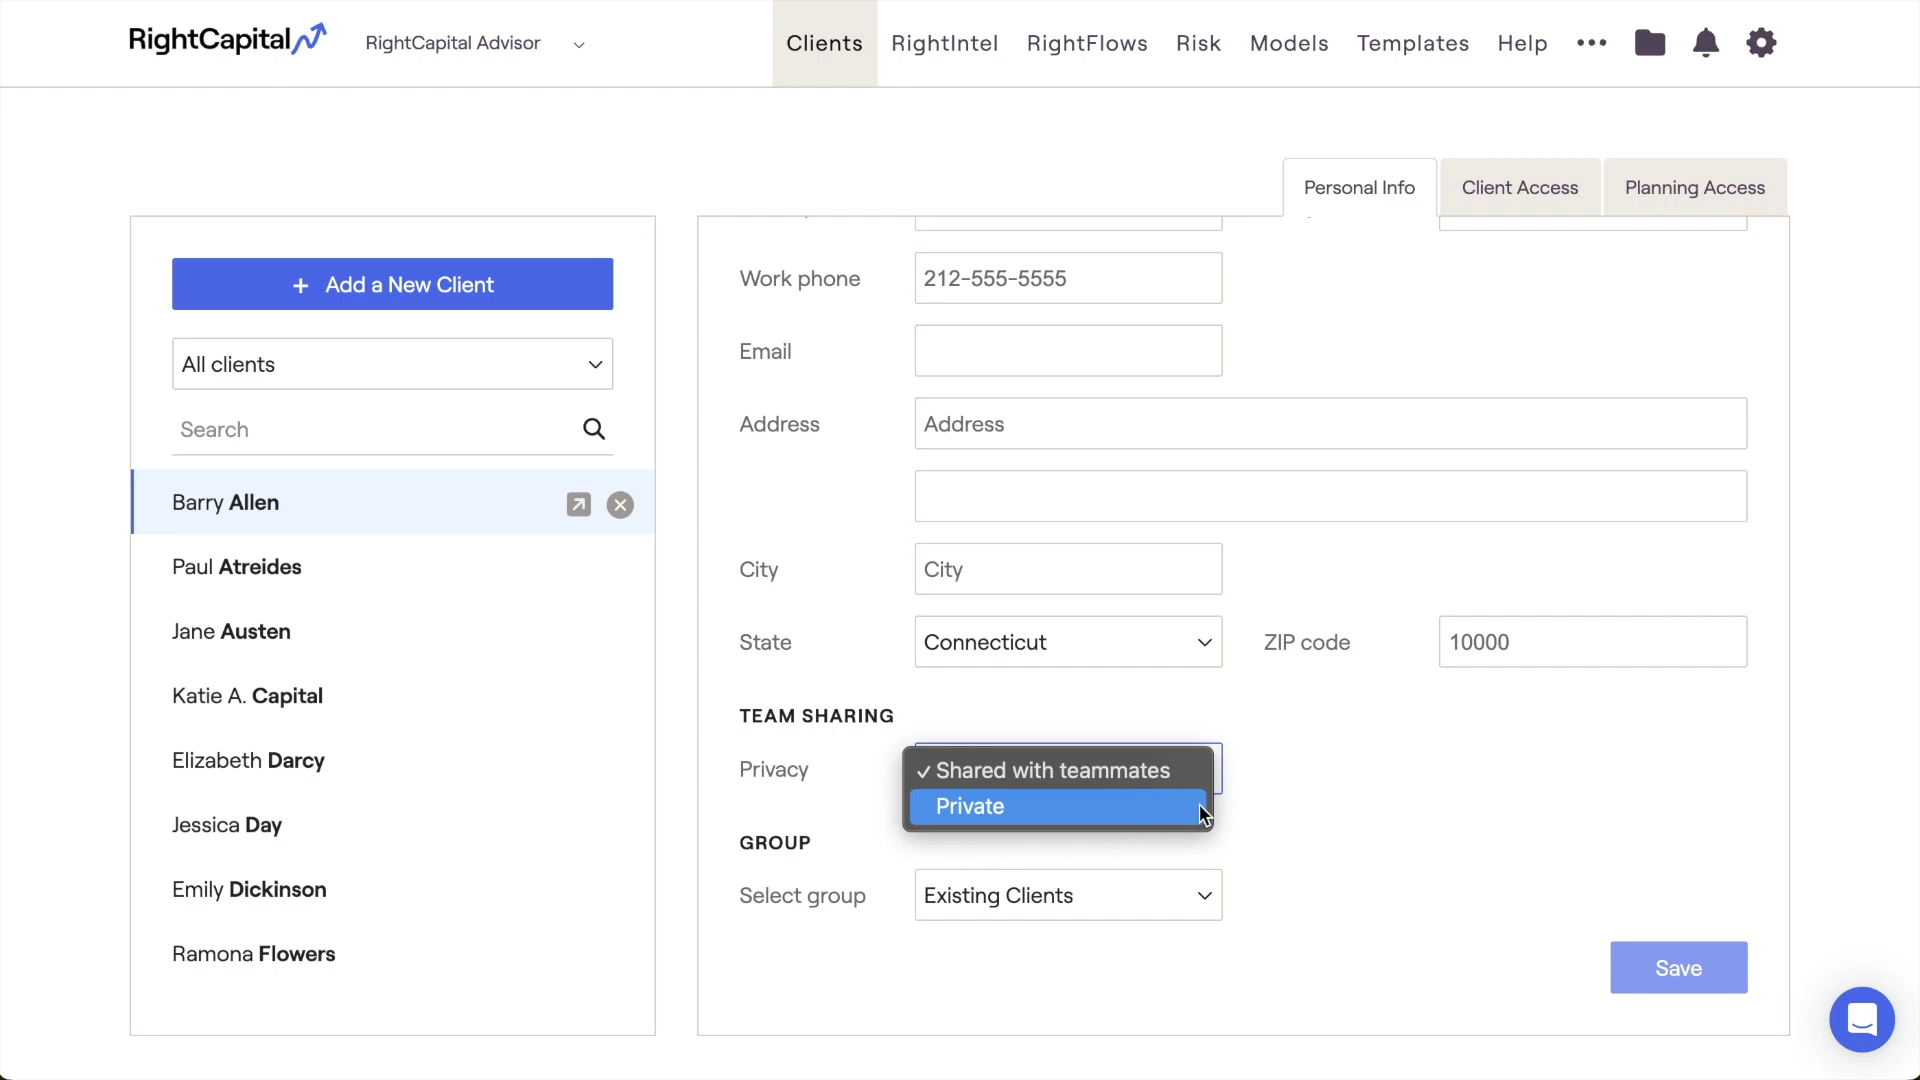 RightCapital
RightCapital Advisor
Clients
RightIntel
RightFlows
Risk
Models
Templates
Help
Personal Info
Client Access
Planning Access
+ Add a New Client
All clients
Search
Barry Allen
Paul Atreides
Jane Austen
Katie A. Capital
Elizabeth Darcy
Jessica Day
Emily Dickinson
Ramona Flowers
Work phone
212-555-5555
Email
Address
Address
City
City
State
Connecticut
ZIP code
10000
TEAM SHARING
Privacy
✓ Shared with teammates
Private
GROUP
Select group
Existing Clients
Save